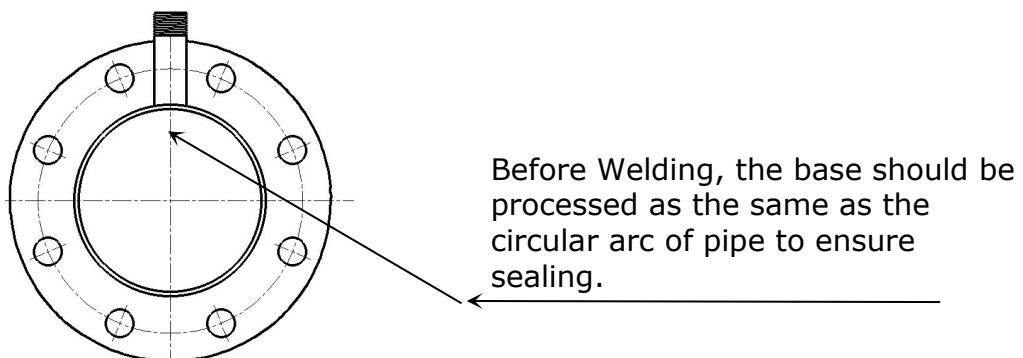 Before Welding, the base should be
processed as the same as the
circular arc of pipe to ensure
sealing.